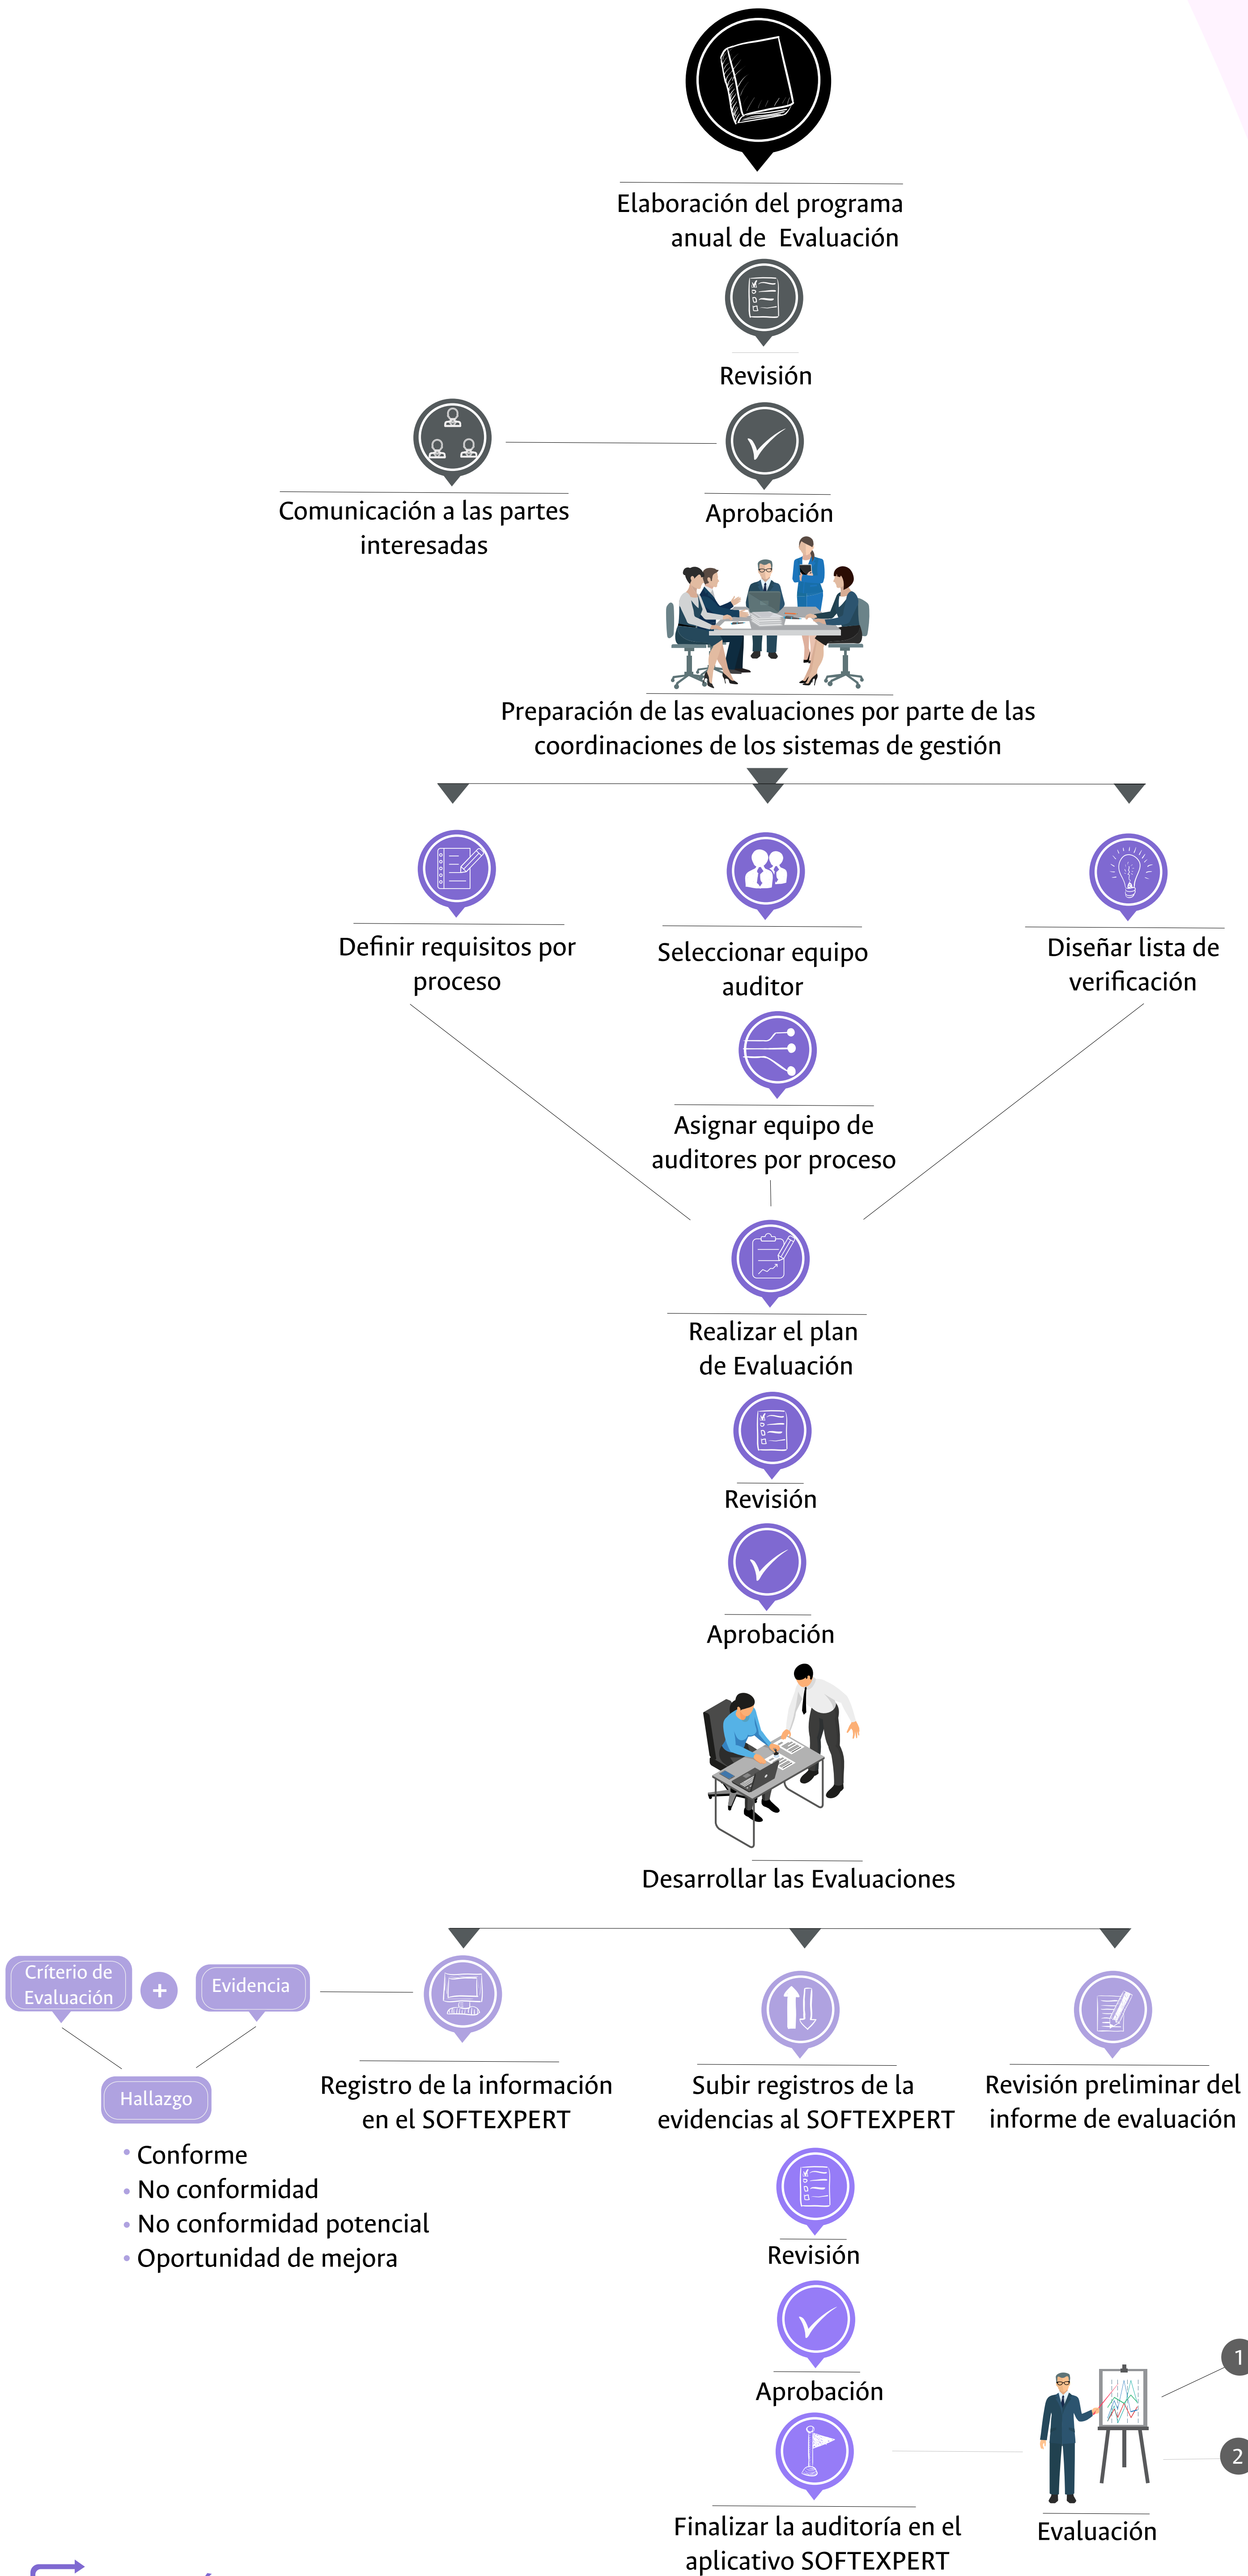 Elaboración del programa
anual de Evaluación
Revisión
Comunicación a las partes
interesadas
Aprobación
Preparación de las evaluaciones por parte de las
coordinaciones de los sistemas de gestión
Definir requisitos por
proceso
Seleccionar equipo
auditor
Diseñar lista de
verificación
Asignar equipo de
auditores por proceso
Realizar el plan
de Evaluación
Revisión
Aprobación
Desarrollar las Evaluaciones
Críterio de
Evaluación
+
Evidencia
Hallazgo
Registro de la información
en el SOFTEXPERT
Subir registros de la
evidencias al SOFTEXPERT
Revisión preliminar del
informe de evaluación
• Conforme
• No conformidad
• No conformidad potencial
• Oportunidad de mejora
Revisión
Aprobación
1
2
Evaluación
Finalizar la auditoría en el
aplicativo SOFTEXPERT